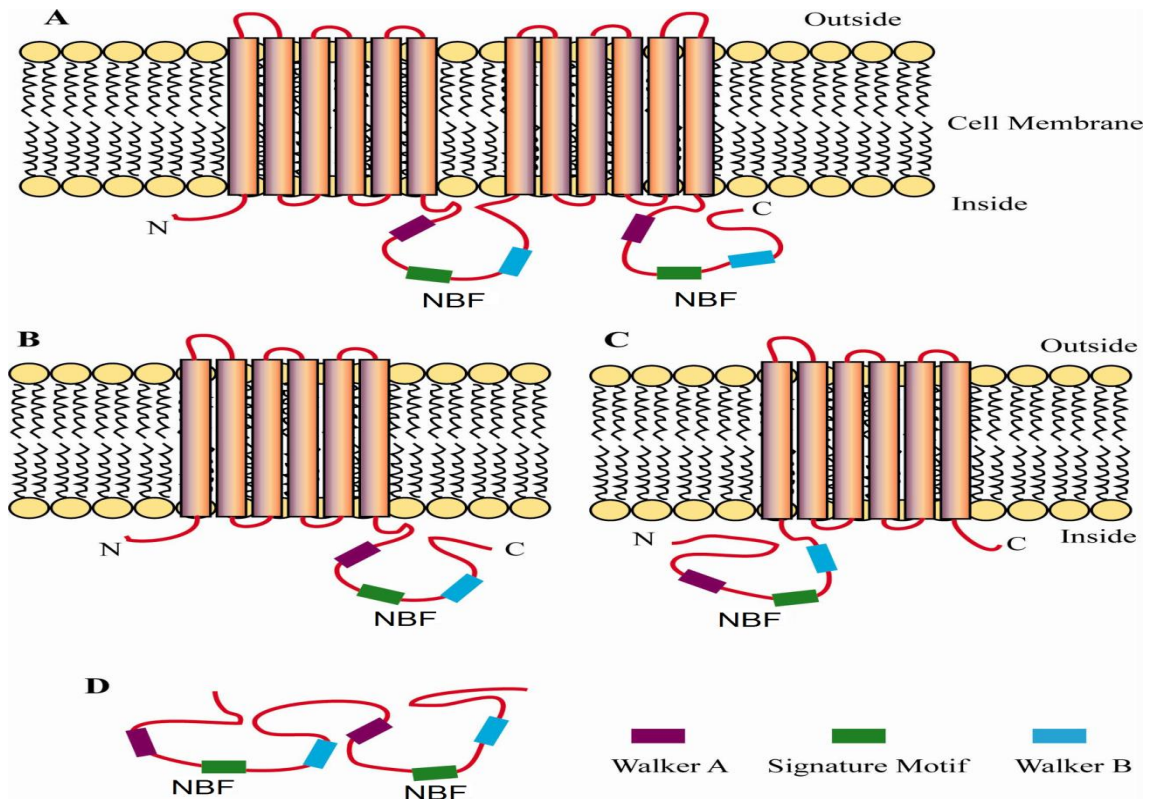 A
Outside
Cell Membrane
Inside
N
C
NBF
NBF
B
C
Outside
N
C
N
Inside
C
NBF
NBF
D
NBF
NBF
Walker A
Signature Motif
Walker B